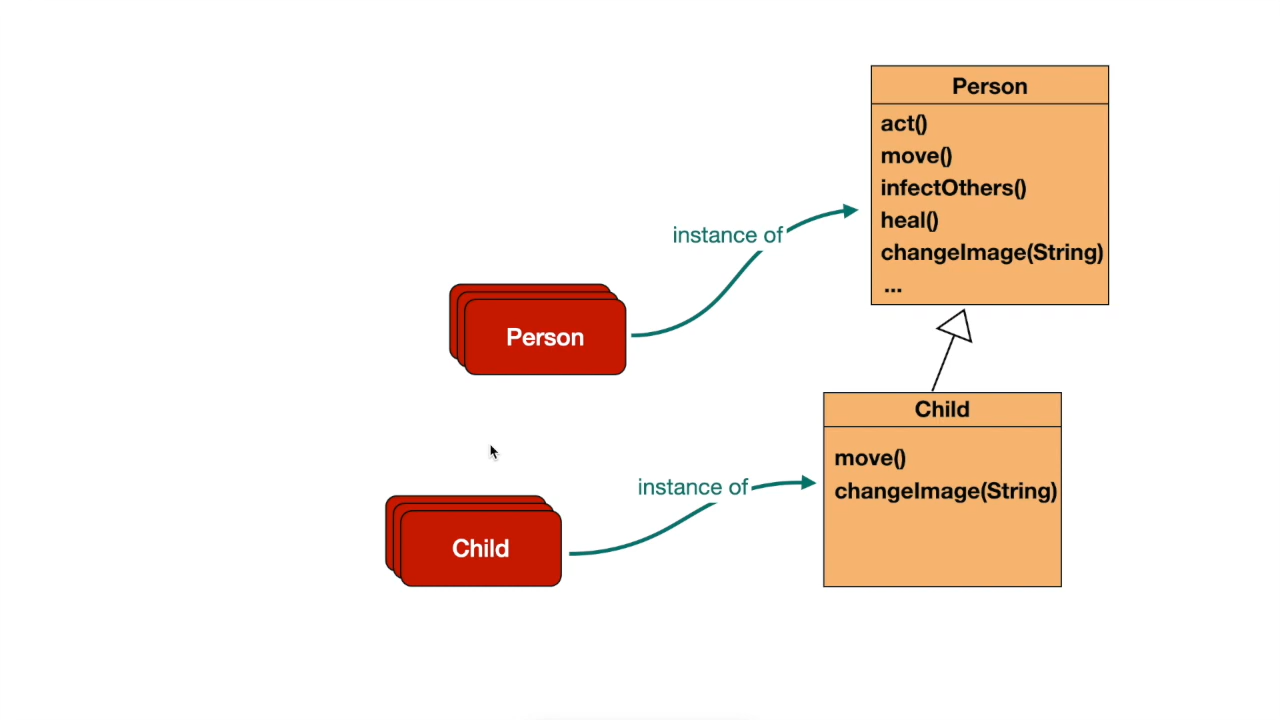 Person
act()
move()
infectOthers()
heal()
changeImage(String)
...
instance of
Person
Child
move()
changeImage(String)
instance of
Child